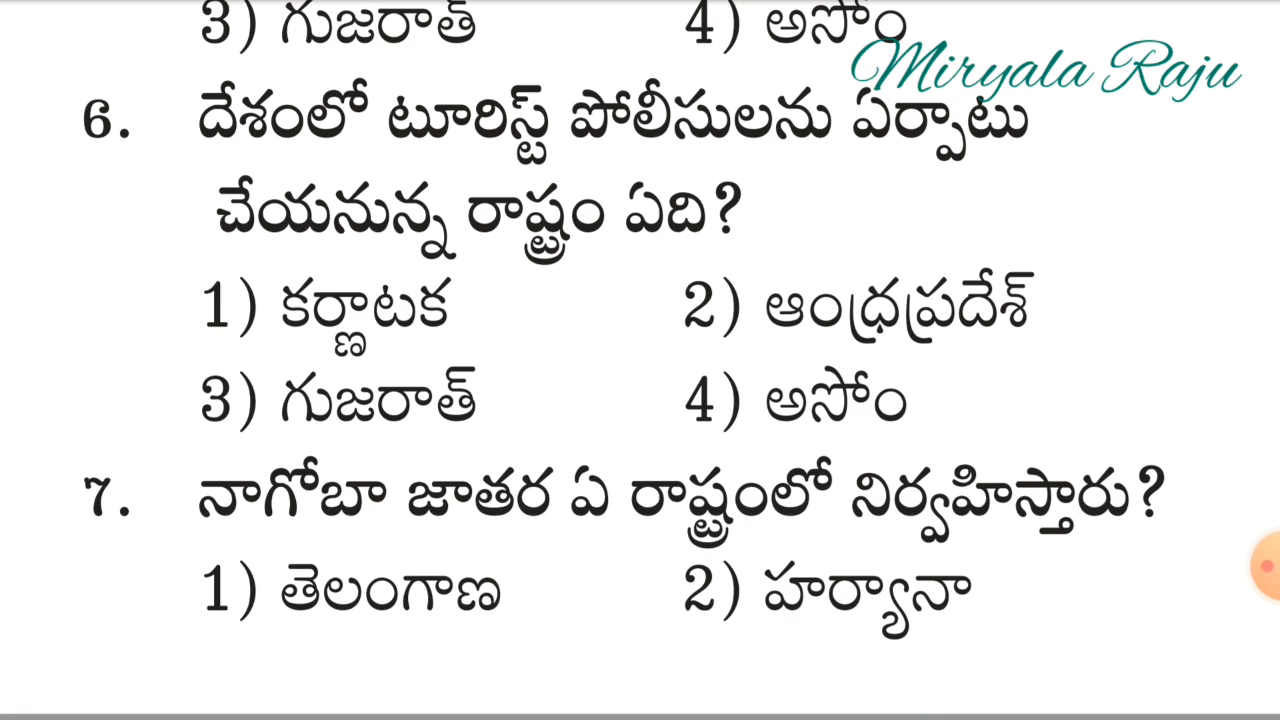 3) గుజరాత్ 4) అసోం
Miryala Raju
6. దేశంలో టూరిస్ట్ పోలీసులను ఏర్పాటు
చేయనున్న రాష్ట్రం ఏది?
1) కర్ణాటక 2) ఆంధ్రప్రదేశ్
3) గుజరాత్ 4) అసోం
7. నాగోబా జాతర ఏ రాష్ట్రంలో నిర్వహిస్తారు?
1) తెలంగాణ 2) హర్యానా